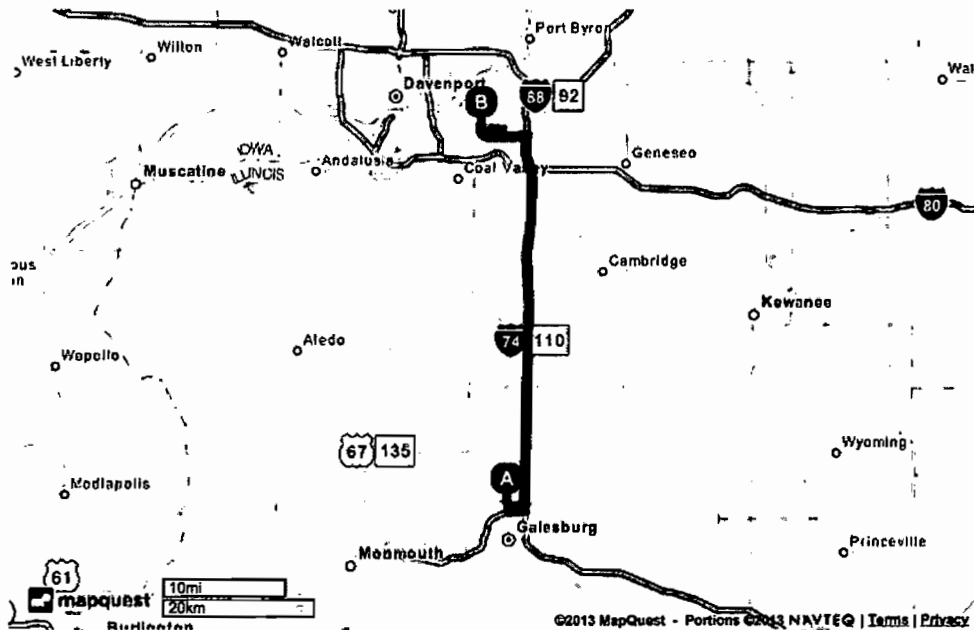 Port Byron
Wilton
Walcott
West Liberty
Davenport
B
88
92
IOWA
ILLINOIS
Andalusia
Coal Valley
Geneseo
Muscatine
80
Cambridge
Kewanee
74
110
Aledo
Wapello
67
135
Wyoming
A
Mediapolis
Galesburg
Monmouth
Princeville
61
mapquest
10mi
20km
Burlington
©2013 MapQuest - Portions ©2013 NAVTEQ | Terms | Privacy